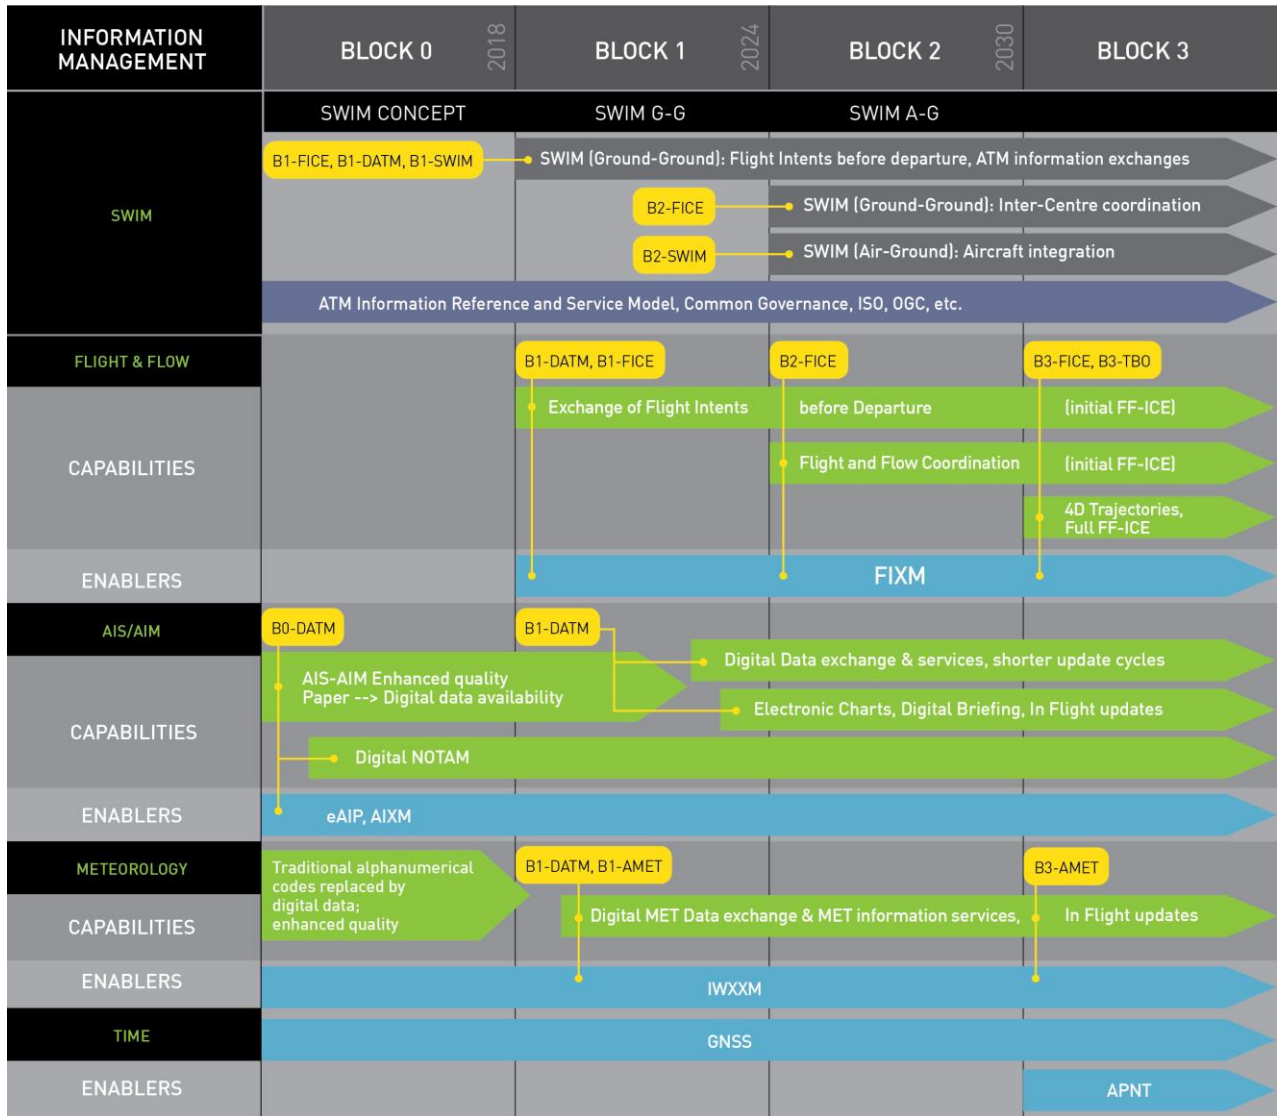 INFORMATION
MANAGEMENT
BLOCK 0
2018
BLOCK 1
2024
BLOCK 2
2030
BLOCK 3
SWIM CONCEPT
SWIM G-G
SWIM A-G
SWIM
B1-FICE, B1-DATM, B1-SWIM
SWIM (Ground-Ground): Flight Intents before departure, ATM information exchanges
B2-FICE
SWIM (Ground-Ground): Inter-Centre coordination
B2-SWIM
SWIM (Air-Ground): Aircraft integration
ATM Information Reference and Service Model, Common Governance, ISO, OGC, etc.
FLIGHT & FLOW
B1-DATM, B1-FICE
B2-FICE
B3-FICE, B3-TBO
CAPABILITIES
Exchange of Flight Intents
before Departure
(initial FF-ICE)
Flight and Flow Coordination
(initial FF-ICE)
4D Trajectories,
Full FF-ICE
ENABLERS
FIXM
AIS/AIM
B0-DATM
B1-DATM
CAPABILITIES
AIS-AIM Enhanced quality
Paper --> Digital data availability
Digital Data exchange & services, shorter update cycles
Electronic Charts, Digital Briefing, In Flight updates
Digital NOTAM
ENABLERS
eAIP, AIXM
METEOROLOGY
Traditional alphanumerical
codes replaced by
digital data;
enhanced quality
B1-DATM, B1-AMET
B3-AMET
CAPABILITIES
Digital MET Data exchange & MET information services,
In Flight updates
ENABLERS
IWXXM
TIME
GNSS
ENABLERS
APNT